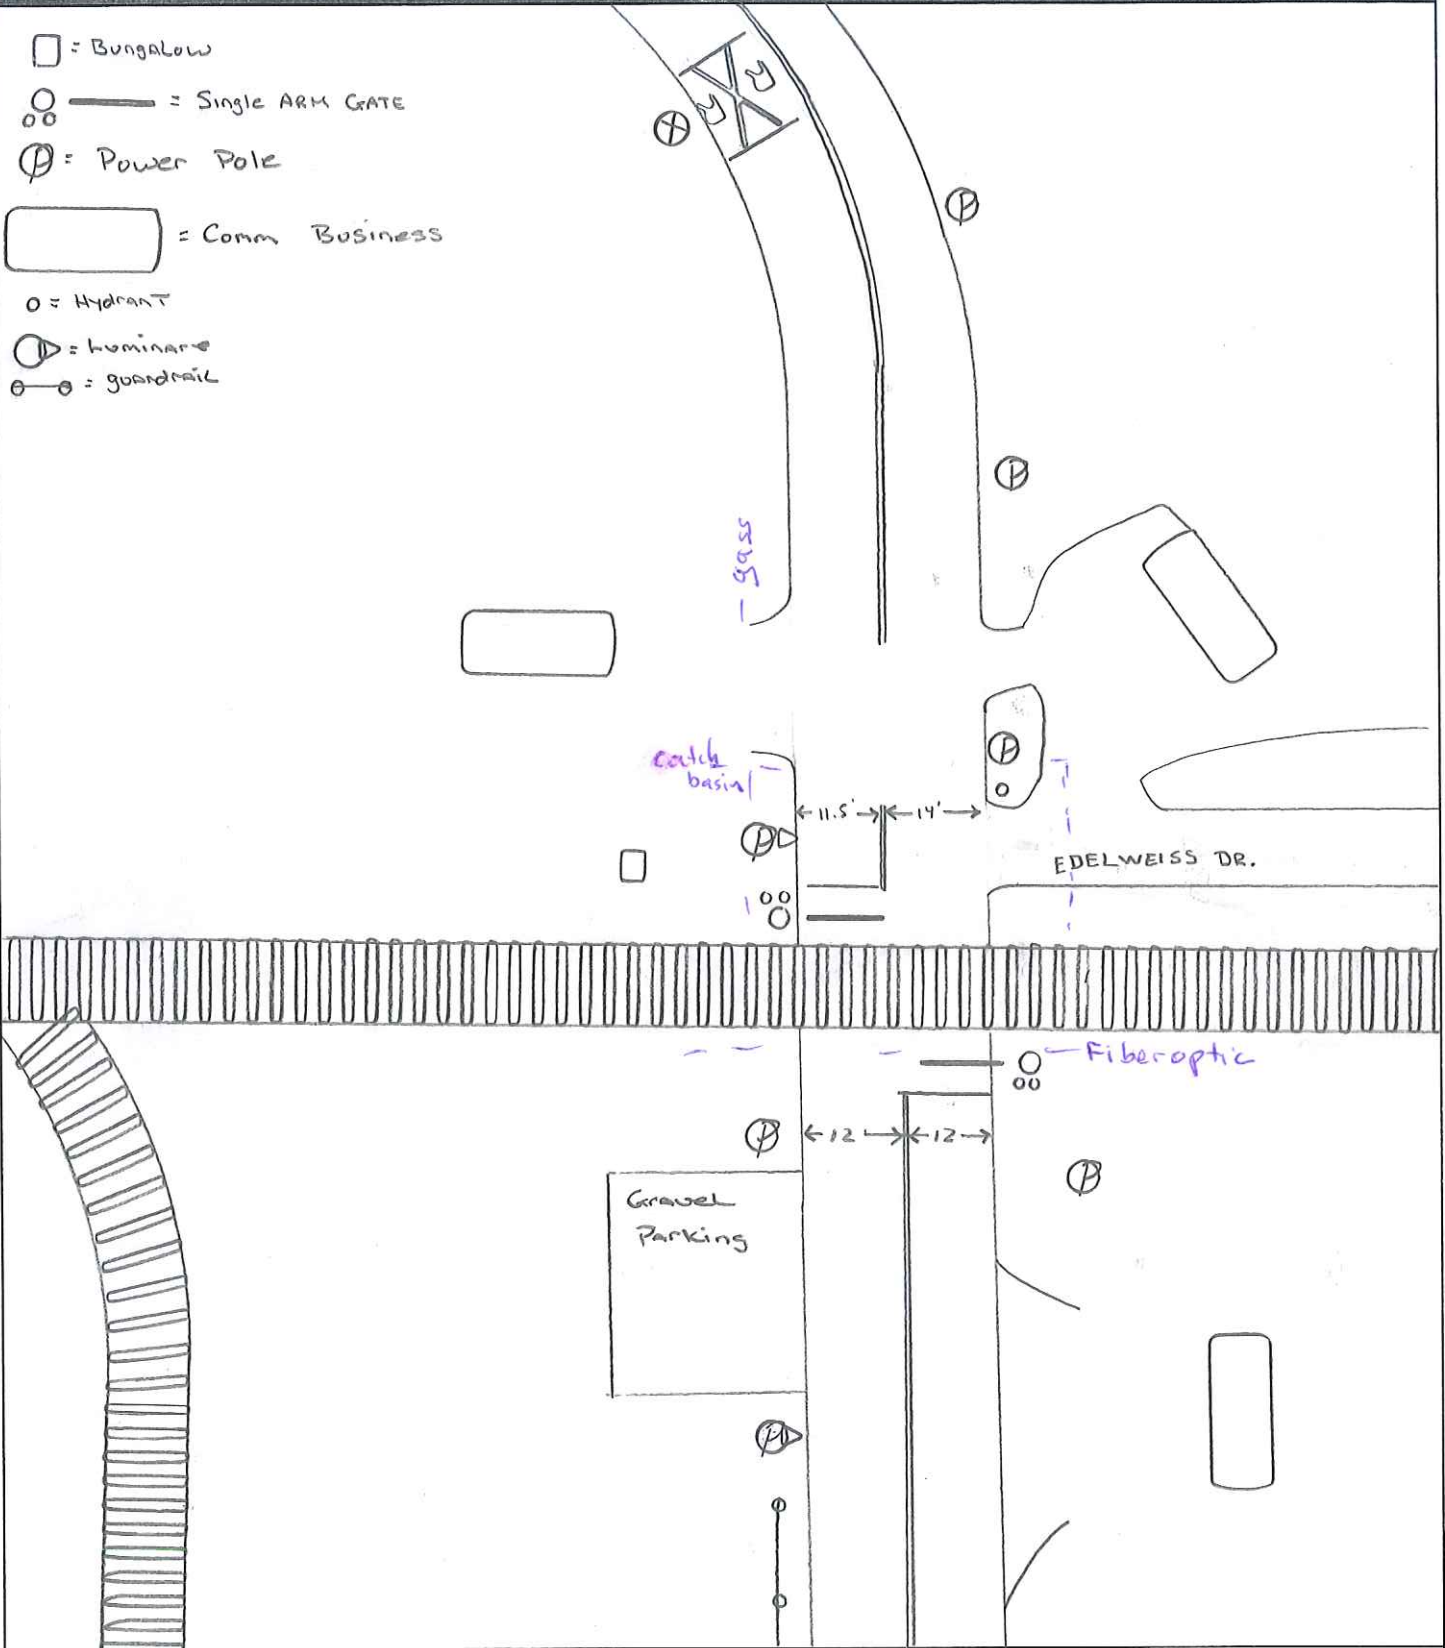 = Bungalow
= Single ARM GATE
P = Power Pole
= Comm Business
= Hydrant
= Luminare
= guardrail
R R
X
P
P
gass
catch
basin
P
11.5' 14'
P
EDELWEISS DR.
Fiberoptic
P
12 12
P
Gravel
Parking
P